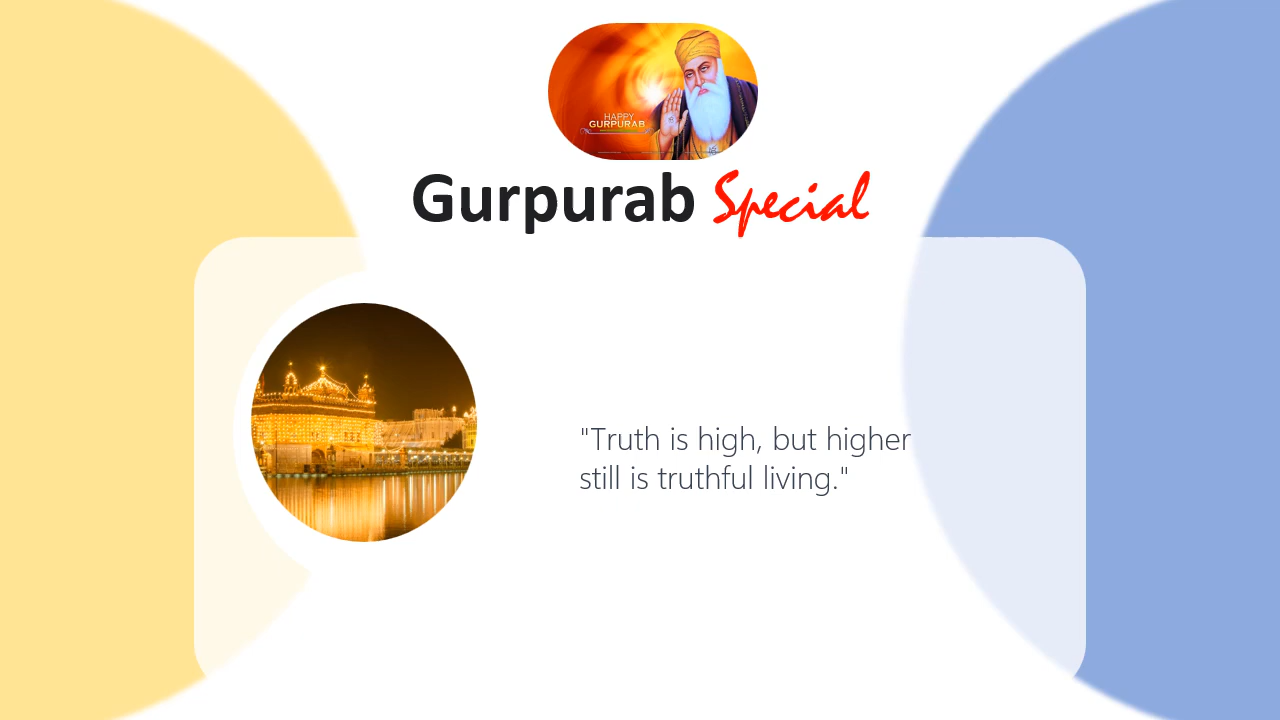 HAPPY
GURPURAB
Gurpurab Special
"Truth is high, but higher
still is truthful living."